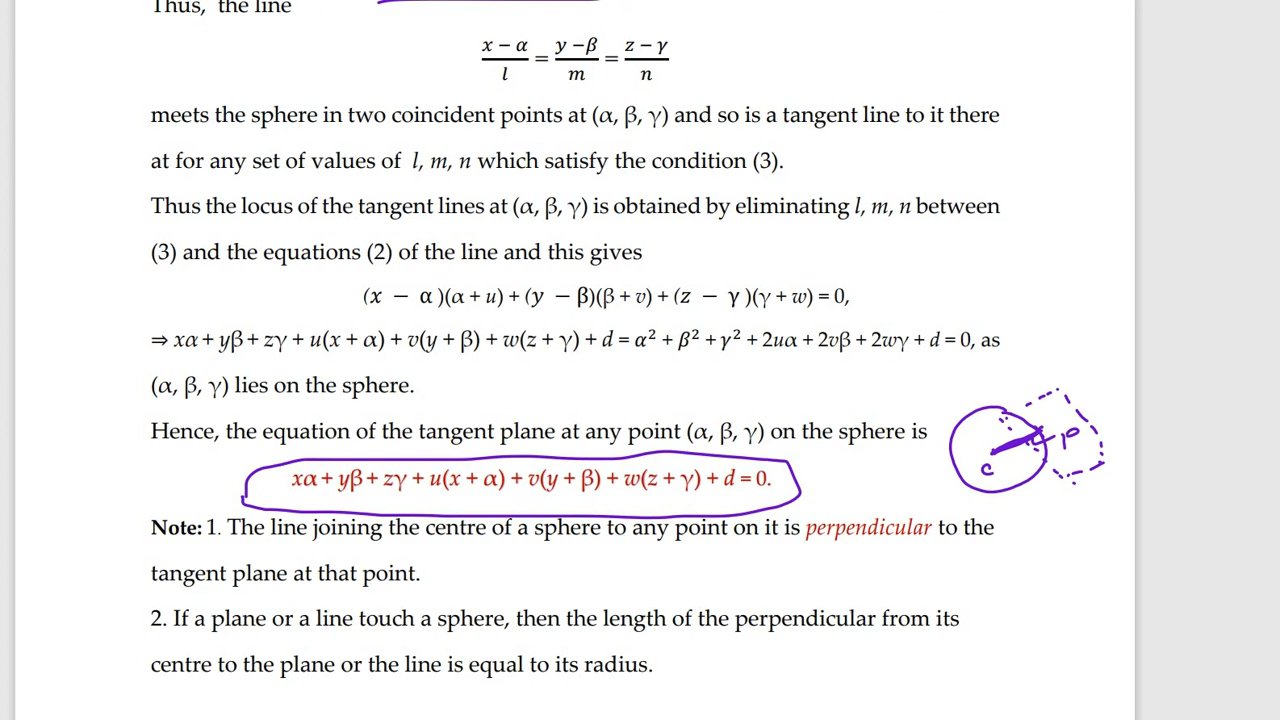 Thus, the line
x − α / l = y −β / m = z − γ / n
meets the sphere in two coincident points at (α, β, γ) and so is a tangent line to it there
at for any set of values of l, m, n which satisfy the condition (3).
Thus the locus of the tangent lines at (α, β, γ) is obtained by eliminating l, m, n between
(3) and the equations (2) of the line and this gives
(x − α )(α + u) + (y − β)(β + v) + (z − γ )(γ + w) = 0,
⇒ xα + yβ + zγ + u(x + α) + v(y + β) + w(z + γ) + d = α² + β² + γ² + 2uα + 2vβ + 2wγ + d = 0, as
(α, β, γ) lies on the sphere.
Hence, the equation of the tangent plane at any point (α, β, γ) on the sphere is
P
C
xα + yβ + zγ + u(x + α) + v(y + β) + w(z + γ) + d = 0.
Note: 1. The line joining the centre of a sphere to any point on it is perpendicular to the
tangent plane at that point.
2. If a plane or a line touch a sphere, then the length of the perpendicular from its
centre to the plane or the line is equal to its radius.